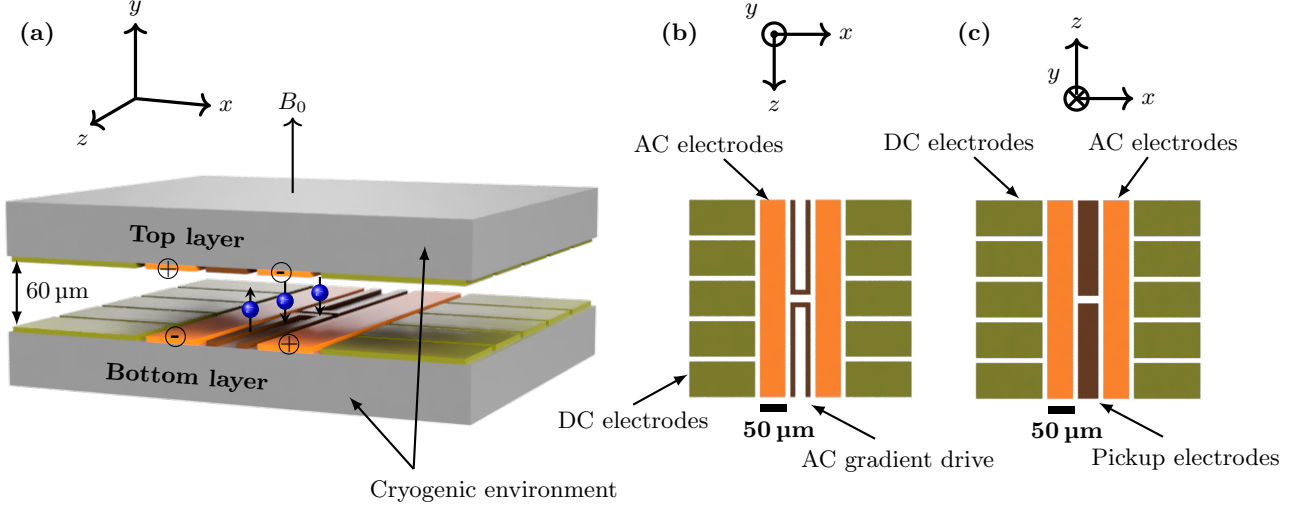 (a)
y
x
z
B₀
Top layer
+
-
60 µm
-
+
Bottom layer
Cryogenic environment
(b)
y
x
z
AC electrodes
DC electrodes
50 µm
AC gradient drive
(c)
z
y
x
DC electrodes
AC electrodes
50 µm
Pickup electrodes